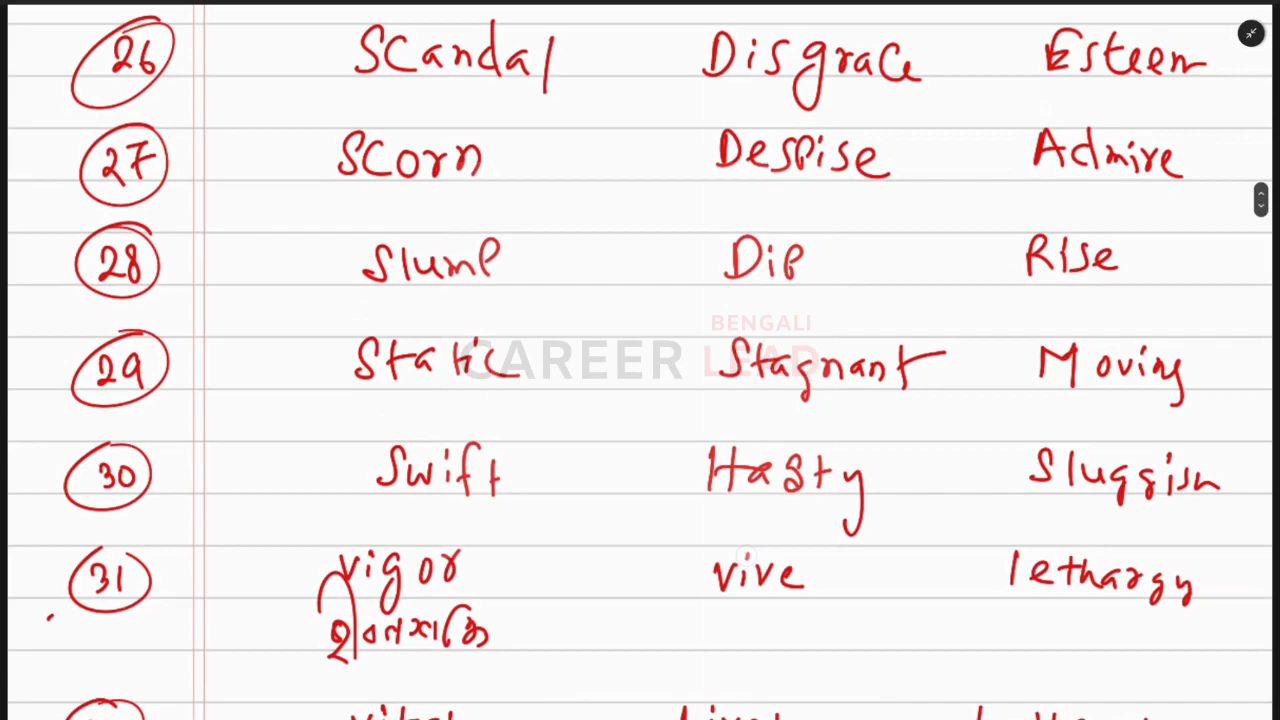 26 Scandal Disgrace Esteem
27 Scorn Despise Admire
28 Slump Dip Rise
BENGALI
CAREER LEAD
29 Static Stagnant Moving
30 Swift Hasty Sluggish
31 vigor vive lethargy